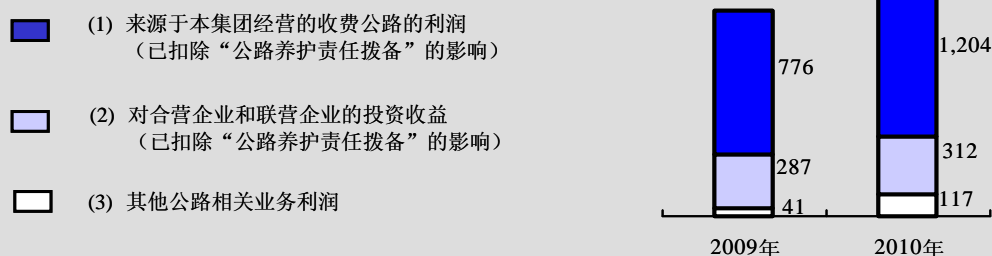 (1) 来源于本集团经营的收费公路的利润
（已扣除“公路养护责任拨备”的影响）
(2) 对合营企业和联营企业的投资收益
（已扣除“公路养护责任拨备”的影响）
(3) 其他公路相关业务利润
776
287
41
1,204
312
117
2009年
2010年